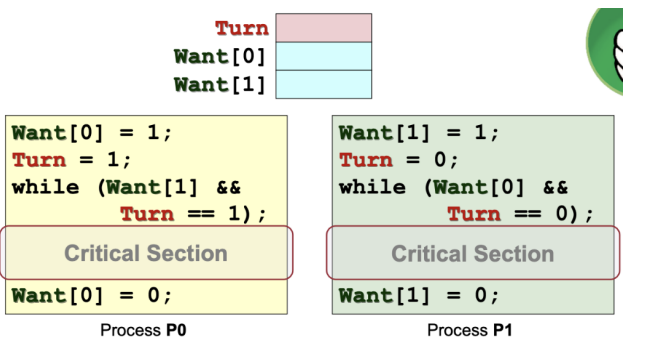 Turn
Want[0]
Want[1]
Want[0] = 1;
Turn = 1;
while (Want[1] &&
Turn == 1);
Critical Section
Want[0] = 0;
Process P0
Want[1] = 1;
Turn = 0;
while (Want[0] &&
Turn == 0);
Critical Section
Want[1] = 0;
Process P1